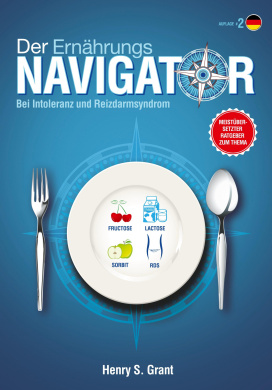 AUFLAGE #2
Der Ernährungs
NAVIGATOR
Bei Intoleranz und Reizdarmsyndrom
MEISTÜBER-
SETZTER
RATGEBER
ZUM THEMA
FRUCTOSE
LACTOSE
SORBIT
RDS
Henry S. Grant